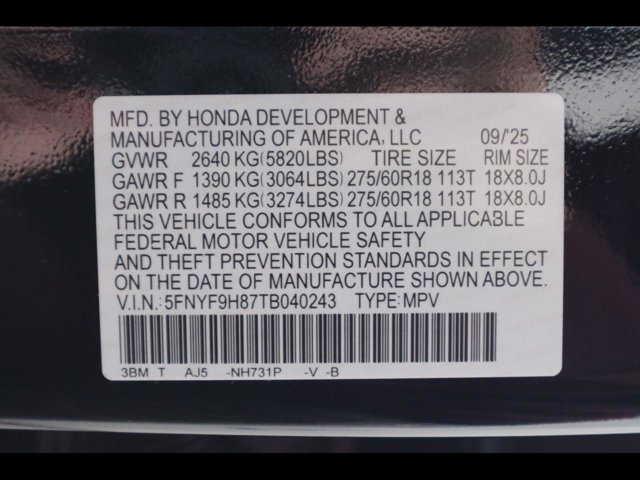 MFD. BY HONDA DEVELOPMENT &
MANUFACTURING OF AMERICA, LLC 09/'25
GVWR 2640 KG(5820LBS) TIRE SIZE RIM SIZE
GAWR F 1390 KG(3064LBS) 275/60R18 113T 18X8.0J
GAWR R 1485 KG(3274LBS) 275/60R18 113T 18X8.0J
THIS VEHICLE CONFORMS TO ALL APPLICABLE
FEDERAL MOTOR VEHICLE SAFETY
AND THEFT PREVENTION STANDARDS IN EFFECT
ON THE DATE OF MANUFACTURE SHOWN ABOVE.
V.I.N.: 5FNYF9H87TB040243 TYPE: MPV
3BM T AJ5 -NH731P -V -B